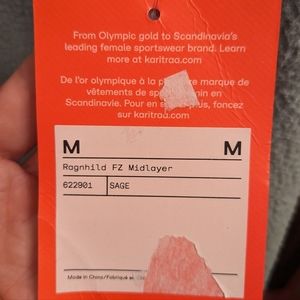 From Olympic gold to Scandinavia's
leading female sportswear brand. Learn
more at karitraa.com
De l'or olympique à la marque de
vêtements de en
Scandinavie. Pour en plus, foncez
sur karitraa.com
M M
Ragnhild FZ Midlayer
622901 SAGE
Made in China/Fabriqué en